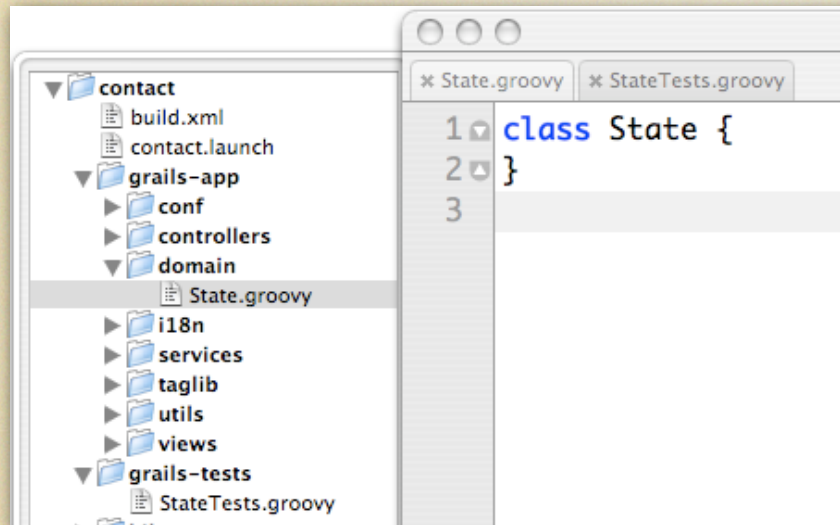 contact
build.xml
contact.launch
grails-app
conf
controllers
domain
State.groovy
i18n
services
taglib
utils
views
grails-tests
StateTests.groovy
State.groovy StateTests.groovy
1 class State {
2 }
3